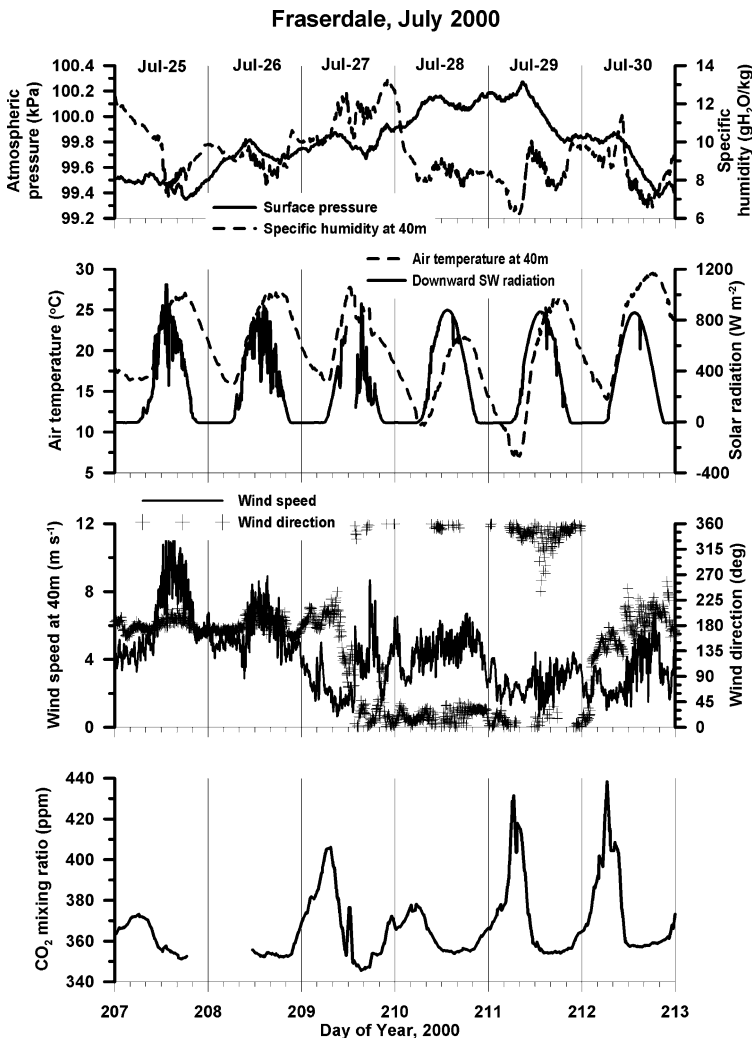 Fraserdale, July 2000
Jul-25 Jul-26 Jul-27 Jul-28 Jul-29 Jul-30
Atmospheric
pressure (kPa)
100.4
100.2
100.0
99.8
99.6
99.4
99.2
14
12
10
8
6
Specific
humidity (gH2O/kg)
Surface pressure
Specific humidity at 40m
Air temperature at 40m
Downward SW radiation
Air temperature (°C)
30
25
20
15
10
5
1200
800
400
0
-400
Solar radiation (W m-2)
Wind speed
Wind direction
Wind speed at 40m (m s-1)
12
8
4
0
360
315
270
225
180
135
90
45
0
Wind direction (deg)
CO2 mixing ratio (ppm)
440
420
400
380
360
340
207 208 209 210 211 212 213
Day of Year, 2000